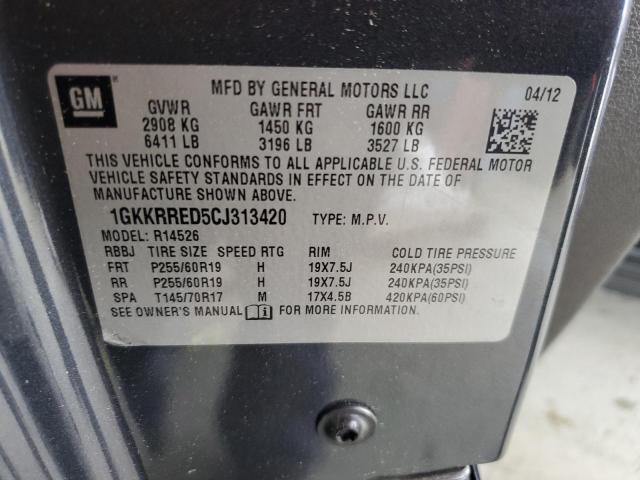 GM
MFD BY GENERAL MOTORS LLC
04/12
GVWR GAWR FRT GAWR RR
2908 KG 1450 KG 1600 KG
6411 LB 3196 LB 3527 LB
THIS VEHICLE CONFORMS TO ALL APPLICABLE U.S. FEDERAL MOTOR
VEHICLE SAFETY STANDARDS IN EFFECT ON THE DATE OF
MANUFACTURE SHOWN ABOVE.
1GKKRRED5CJ313420 TYPE: M.P.V.
MODEL: R14526
RBBJ TIRE SIZE SPEED RTG RIM COLD TIRE PRESSURE
FRT P255/60R19 H 19X7.5J 240KPA(35PSI)
RR P255/60R19 H 19X7.5J 240KPA(35PSI)
SPA T145/70R17 M 17X4.5B 420KPA(60PSI)
SEE OWNER'S MANUAL i FOR MORE INFORMATION.